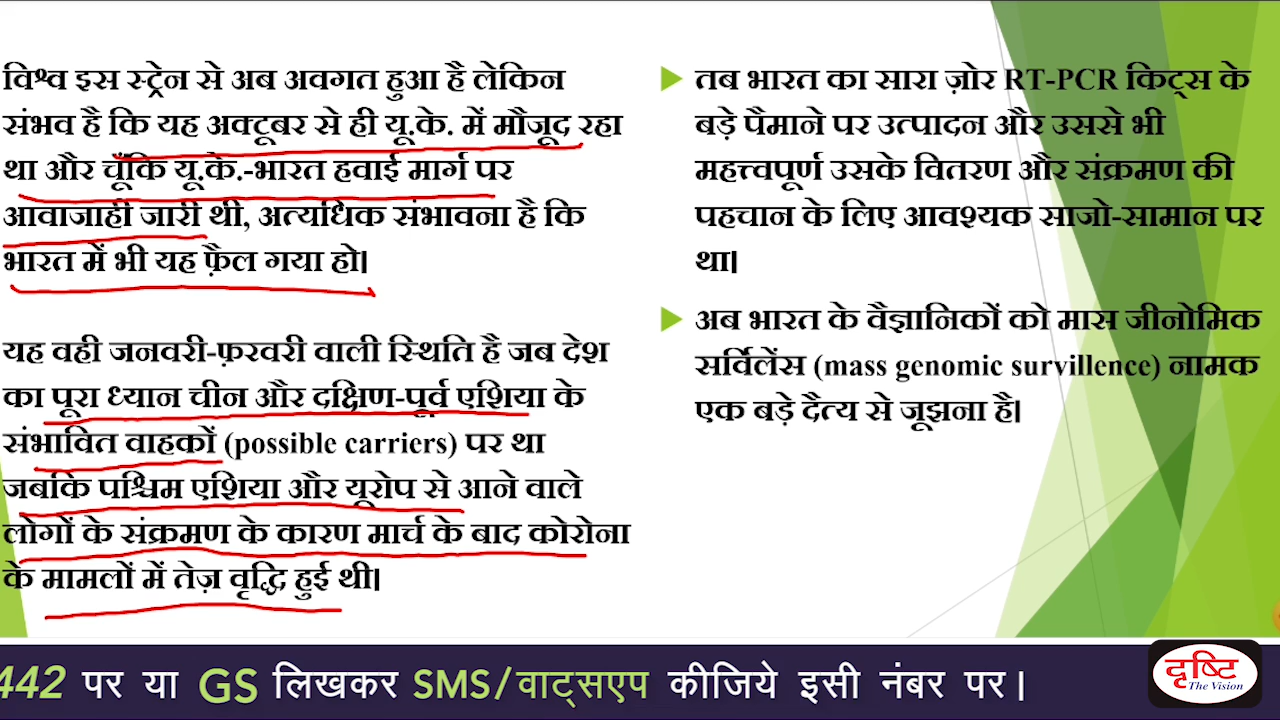 विश्व इस स्ट्रेन से अब अवगत हुआ है लेकिन
संभव है कि यह अक्टूबर से ही यू.के. में मौजूद रहा
था और चूँकि यू.के.-भारत हवाई मार्ग पर
आवाजाही जारी थी, अत्यधिक संभावना है कि
भारत में भी यह फ़ैल गया हो।
यह वही जनवरी-फ़रवरी वाली स्थिति है जब देश
का पूरा ध्यान चीन और दक्षिण-पूर्व एशिया के
संभावित वाहकों (possible carriers) पर था
जबकि पश्चिम एशिया और यूरोप से आने वाले
लोगों के संक्रमण के कारण मार्च के बाद कोरोना
के मामलों में तेज़ वृद्धि हुई थी।
तब भारत का सारा ज़ोर RT-PCR किट्स के
बड़े पैमाने पर उत्पादन और उससे भी
महत्त्वपूर्ण उसके वितरण और संक्रमण की
पहचान के लिए आवश्यक साजो-सामान पर
था।
अब भारत के वैज्ञानिकों को मास जीनोमिक
सर्विलेंस (mass genomic survillence) नामक
एक बड़े दैत्य से जूझना है।
442 पर या GS लिखकर SMS/वाट्सएप कीजिये इसी नंबर पर।
दृष्टि
The Vision